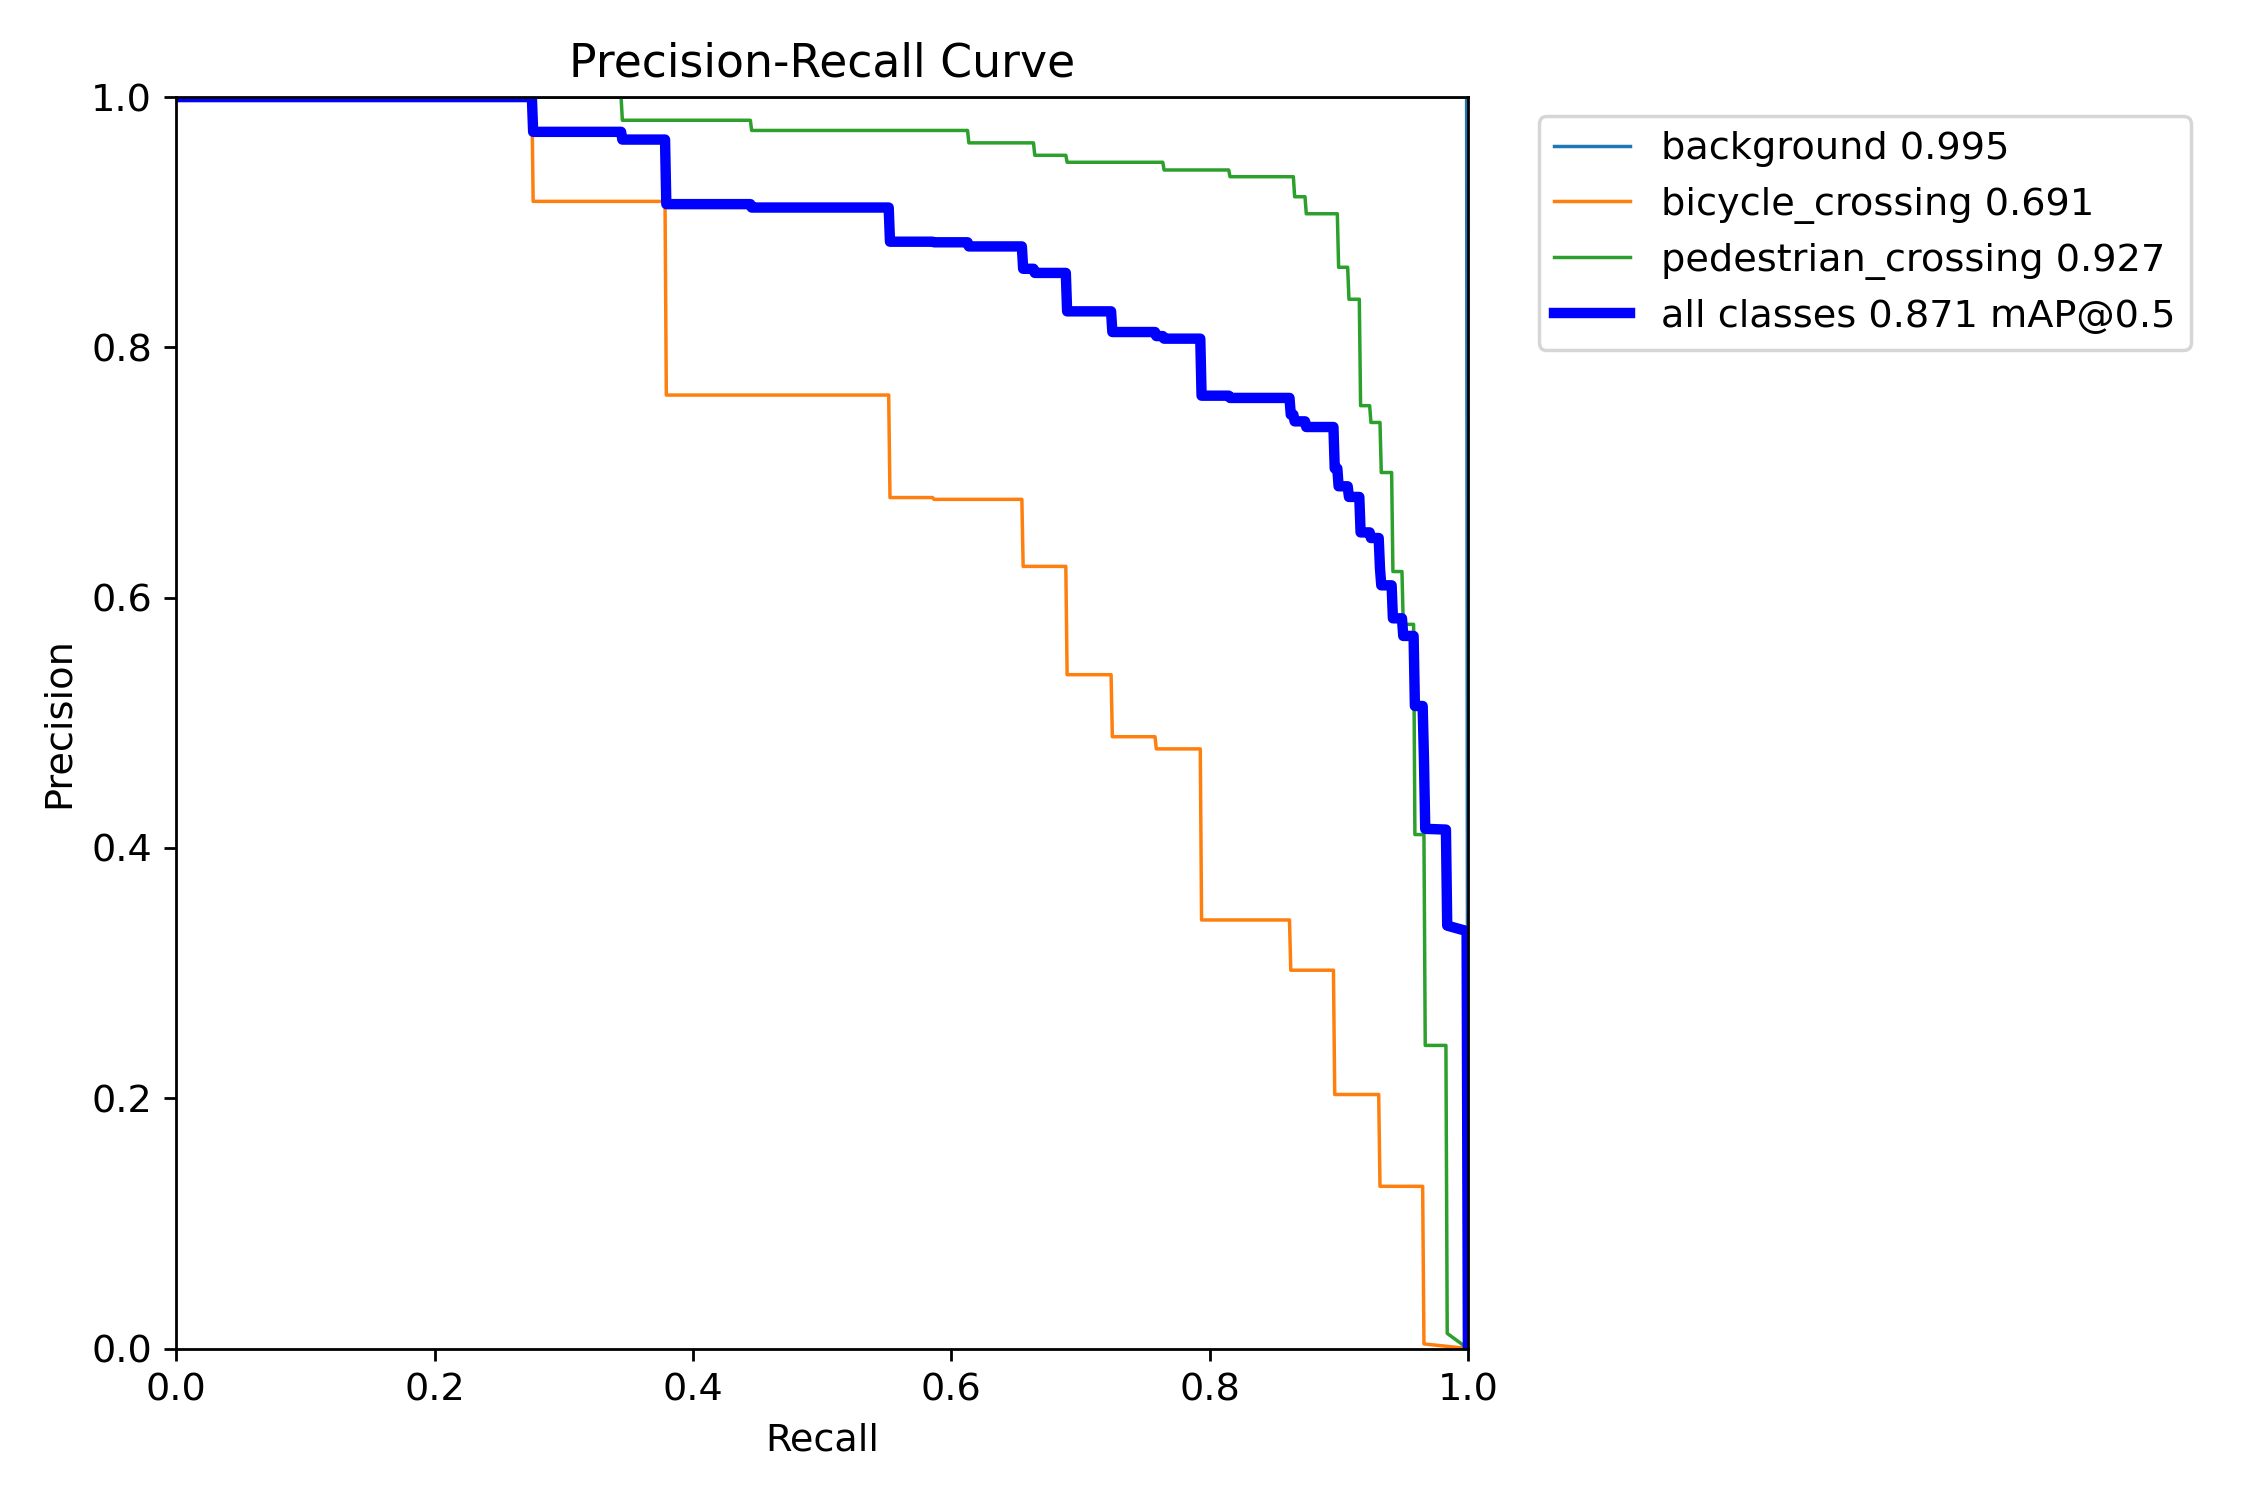 Precision-Recall Curve
1.0
0.8
0.6
0.4
0.2
0.0
Precision
0.0 0.2 0.4 0.6 0.8 1.0
Recall
background 0.995
bicycle_crossing 0.691
pedestrian_crossing 0.927
all classes 0.871 mAP@0.5